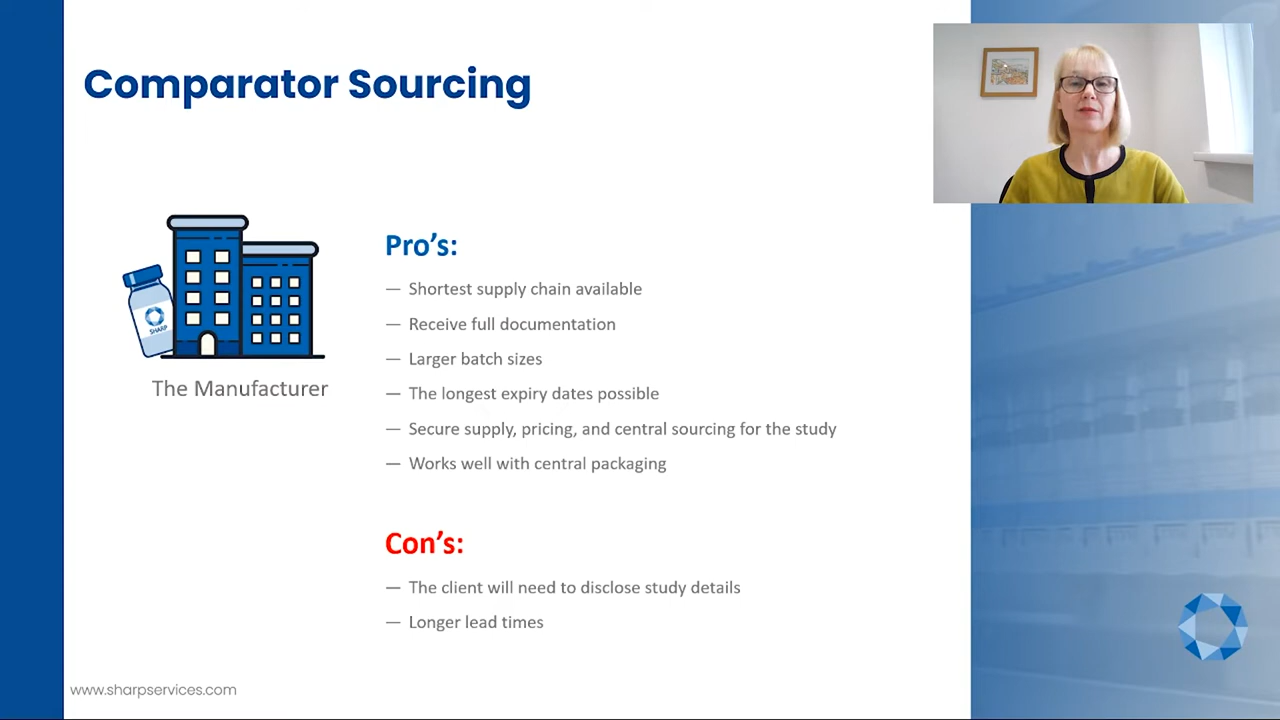 Comparator Sourcing
SHARP
The Manufacturer
Pro's:
— Shortest supply chain available
— Receive full documentation
— Larger batch sizes
— The longest expiry dates possible
— Secure supply, pricing, and central sourcing for the study
— Works well with central packaging
Con's:
— The client will need to disclose study details
— Longer lead times
www.sharpservices.com